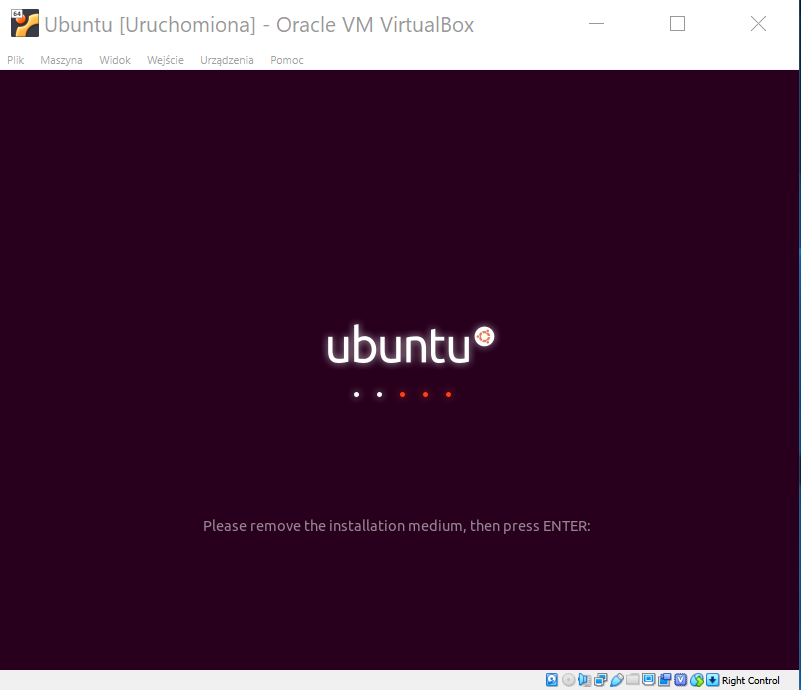 Ubuntu [Uruchomiona] - Oracle VM VirtualBox
Plik Maszyna Widok Wejście Urządzenia Pomoc
ubuntu
Please remove the installation medium, then press ENTER:
Right Control